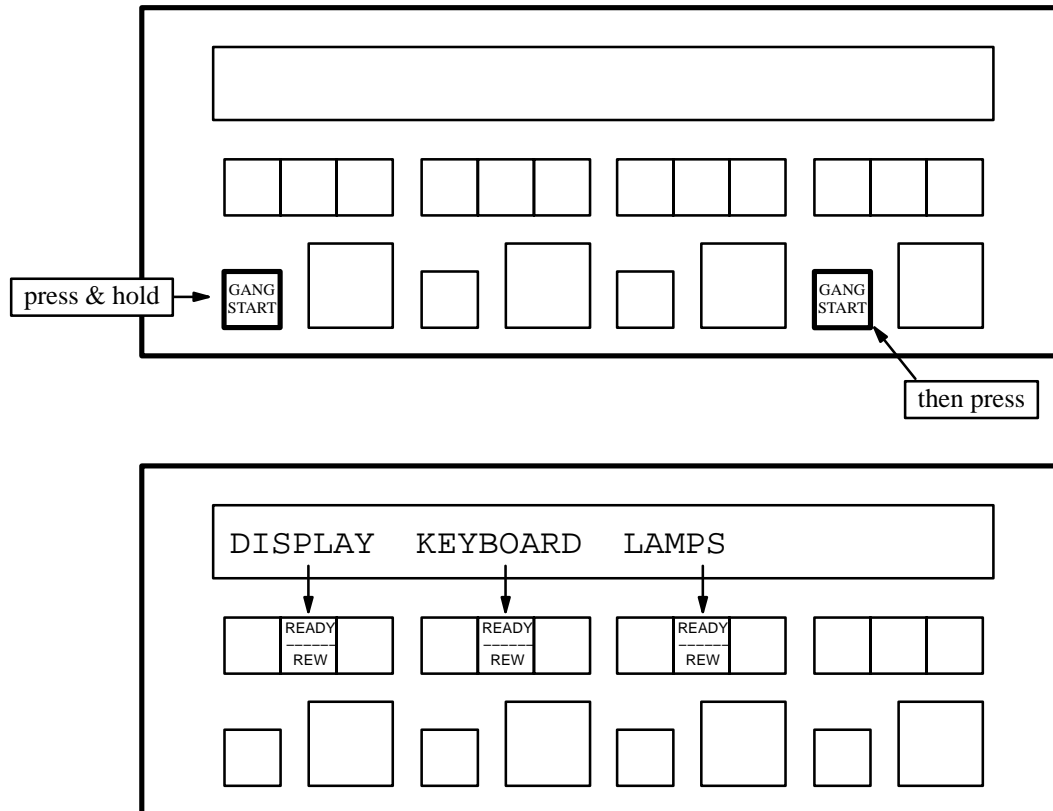 press & hold
GANG
START
GANG
START
then press
DISPLAY KEYBOARD LAMPS
READY
------
REW
READY
------
REW
READY
------
REW